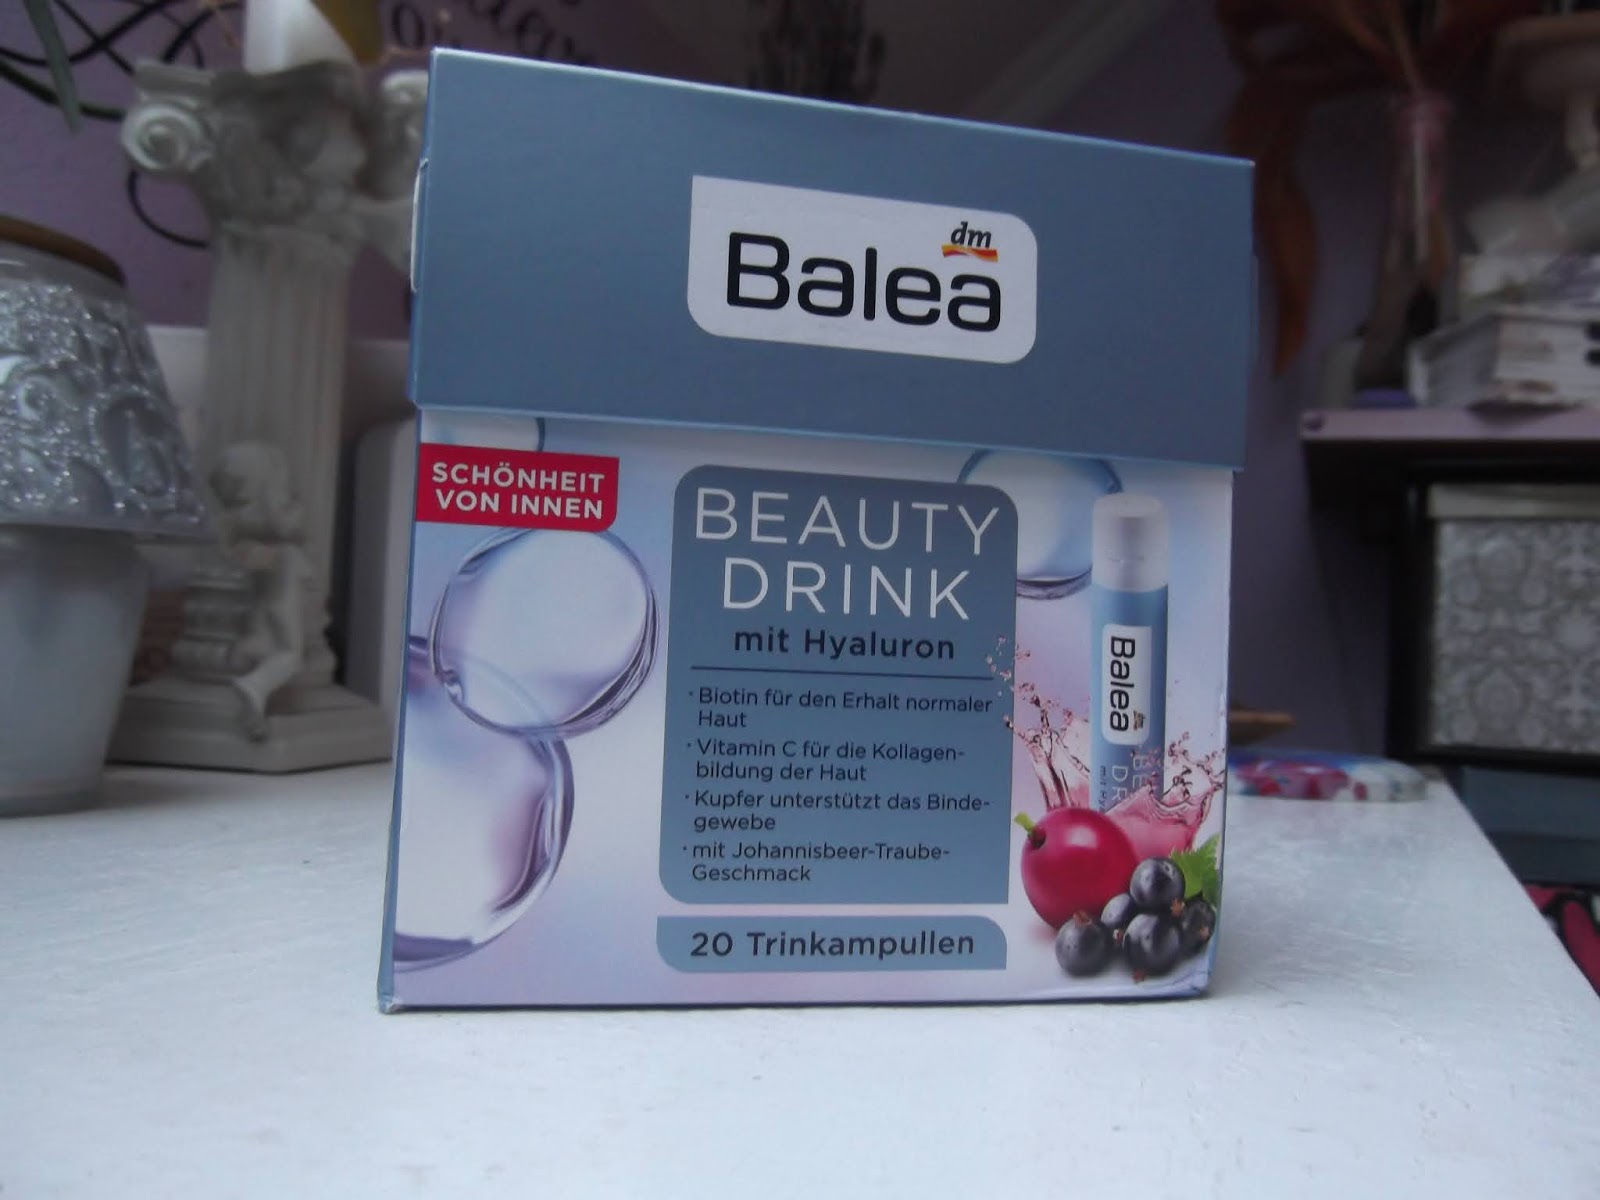 dm
Balea
SCHÖNHEIT
VON INNEN
BEAUTY
DRINK
mit Hyaluron
· Biotin für den Erhalt normaler
Haut
· Vitamin C für die Kollagen-
bildung der Haut
· Kupfer unterstützt das Binde-
gewebe
· mit Johannisbeer-Traube-
Geschmack
20 Trinkampullen
Balea
dm